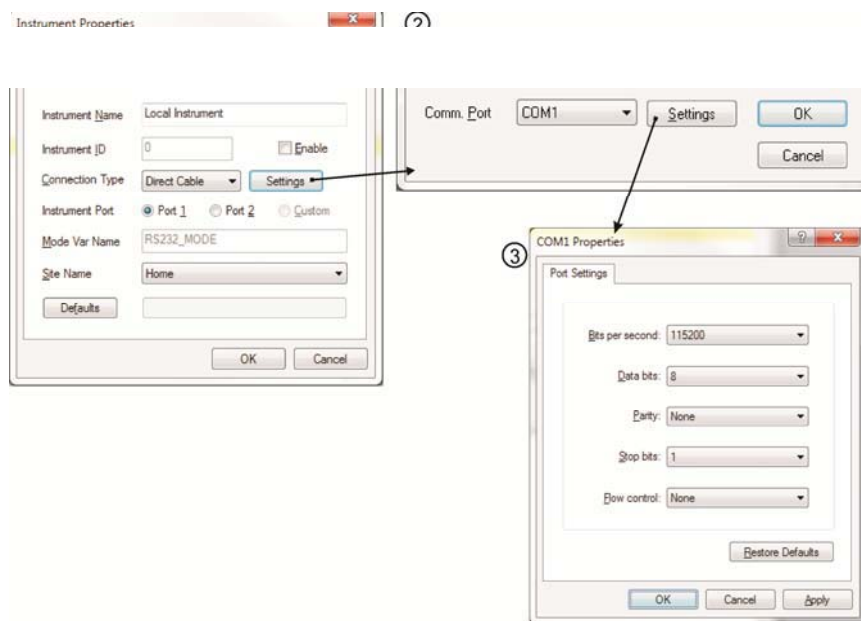 Instrument Properties
②
Instrument Name Local Instrument
Instrument ID 0 Enable
Connection Type Direct Cable Settings
Instrument Port Port 1 Port 2 Custom
Mode Var Name RS232_MODE
Site Name Home
Defaults
OK Cancel
Comm. Port COM1 Settings OK
Cancel
③
COM1 Properties
Port Settings
Bits per second: 115200
Data bits: 8
Parity: None
Stop bits: 1
Flow control: None
Restore Defaults
OK Cancel Apply